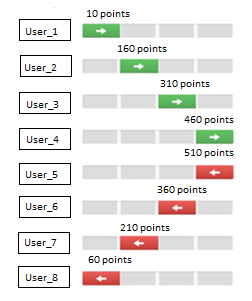 10 points
User_1
160 points
User_2
310 points
User_3
460 points
User_4
510 points
User_5
360 points
User_6
210 points
User_7
60 points
User_8